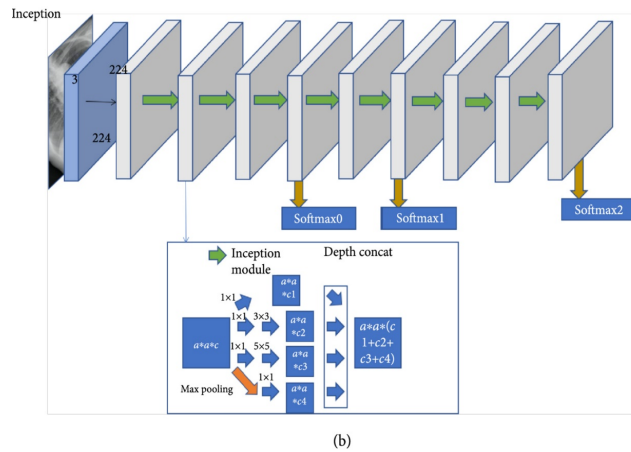 Inception
3
224
224
Softmax0
Softmax1
Softmax2
Inception
module
Depth concat
1×1
a*a
*c1
1×1
3×3
a*a
*c2
a*a*c
1×1
5×5
a*a
*c3
a*a*(c
1+c2+
c3+c4)
Max pooling
1×1
a*a
*c4
(b)